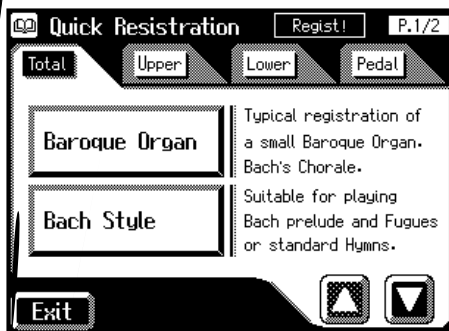 Quick Resistration Regist! P.1/2
Total Upper Lower Pedal
Baroque Organ
Typical registration of
a small Baroque Organ.
Bach's Chorale.
Bach Style
Suitable for playing
Bach prelude and Fugues
or standard Hymns.
Exit